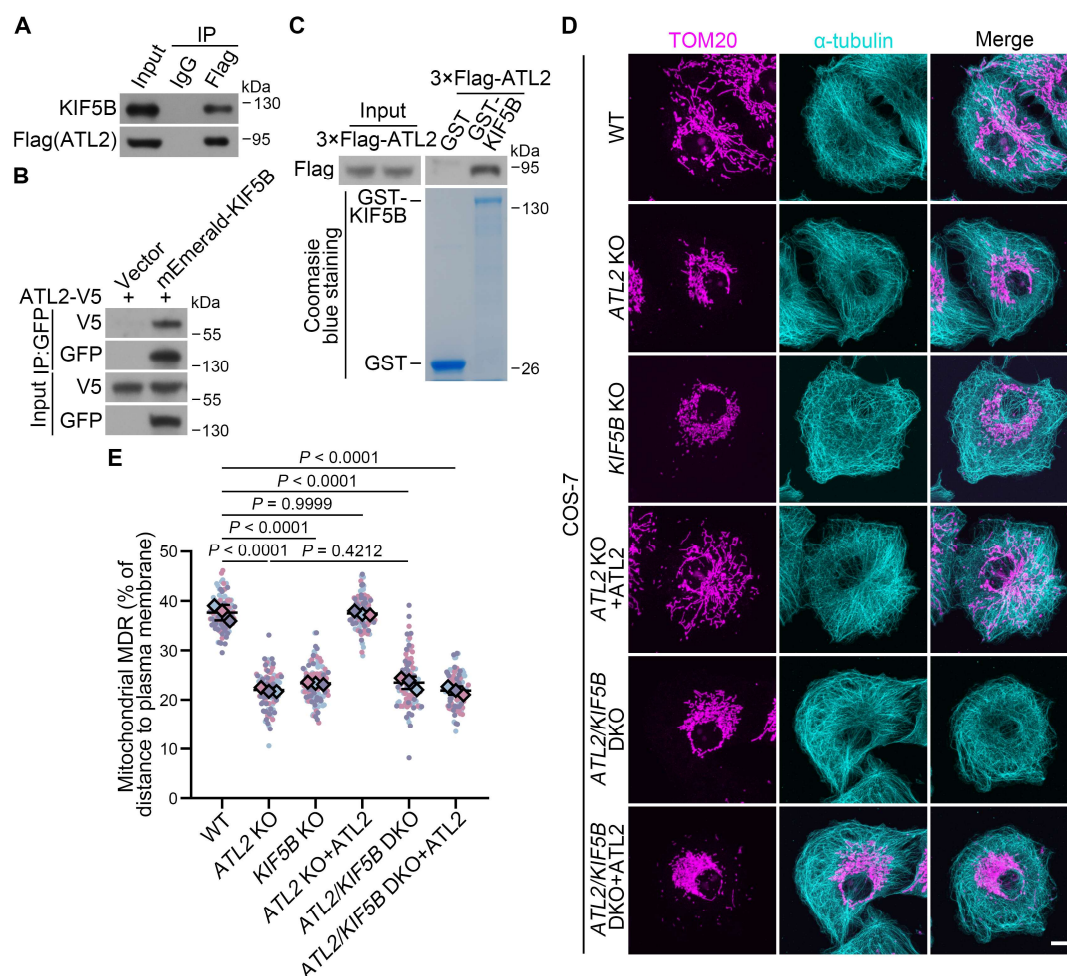 A
IP
Input
IgG
Flag
kDa
KIF5B
–130
Flag(ATL2)
–95
B
Vector
mEmerald-KIF5B
ATL2-V5
+
+
kDa
IP:GFP
V5
–55
GFP
–130
Input
V5
–55
GFP
–130
C
3×Flag-ATL2
Input
3×Flag-ATL2
GST
GST-
KIF5B
kDa
Flag
–95
GST-
KIF5B
–130
Coomasie
blue staining
GST
–26
D
TOM20
α-tubulin
Merge
COS-7
WT
ATL2 KO
KIF5B KO
ATL2 KO
+ATL2
ATL2/KIF5B
DKO
ATL2/KIF5B
DKO+ATL2
E
P < 0.0001
P < 0.0001
P = 0.9999
P < 0.0001
P < 0.0001
P = 0.4212
Mitochondrial MDR (% of
distance to plasma membrane)
50
40
30
20
10
0
WT
ATL2 KO
KIF5B KO
ATL2 KO+ATL2
ATL2/KIF5B DKO
ATL2/KIF5B DKO+ATL2